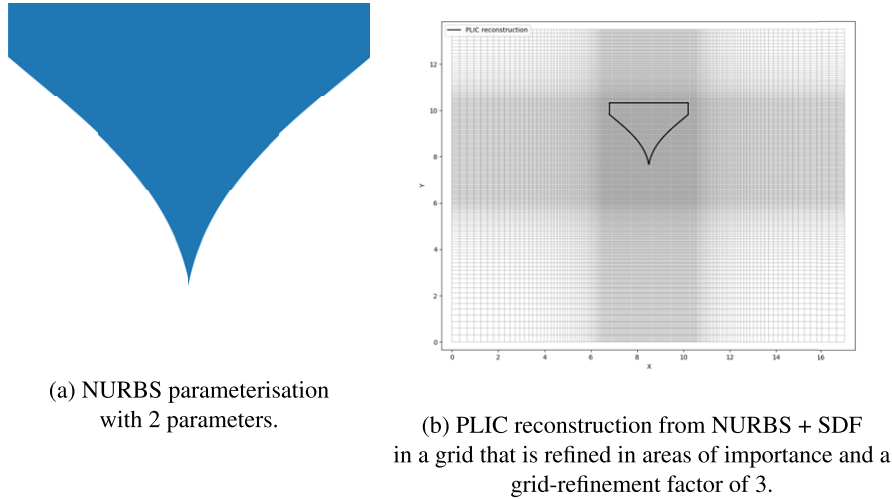 PLIC reconstruction
12
10
8
6
4
2
0
Y
0 2 4 6 8 10 12 14 16
X
(a) NURBS parameterisation
with 2 parameters.
(b) PLIC reconstruction from NURBS + SDF
in a grid that is refined in areas of importance and a
grid-refinement factor of 3.